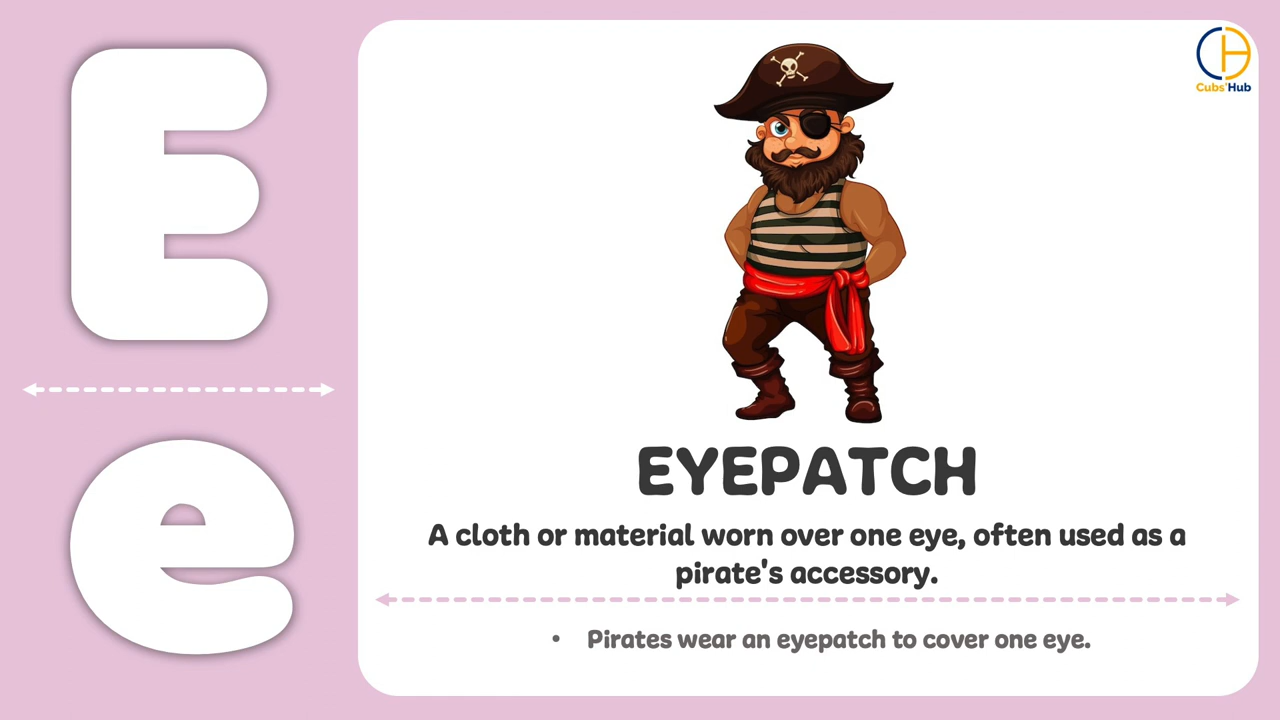 E
e
Cubs'Hub
EYEPATCH
A cloth or material worn over one eye, often used as a
pirate's accessory.
• Pirates wear an eyepatch to cover one eye.